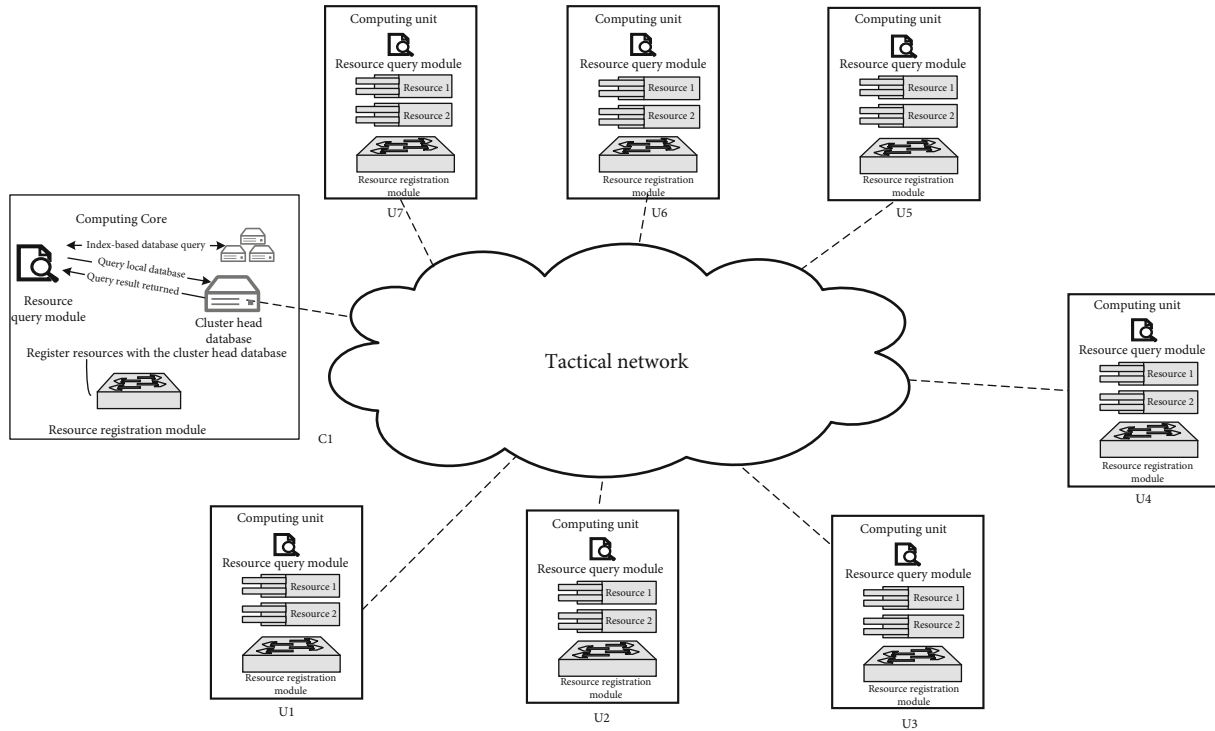 Computing unit
Resource query module
Resource 1
Resource 2
Resource registration
module
U7
Computing unit
Resource query module
Resource 1
Resource 2
Resource registration
module
U6
Computing unit
Resource query module
Resource 1
Resource 2
Resource registration
module
U5
Computing Core
Index-based database query
Query local database
Query result returned
Resource
query module
Cluster head
database
Register resources with the cluster head database
Resource registration module
C1
Tactical network
Computing unit
Resource query module
Resource 1
Resource 2
Resource registration
module
U4
Computing unit
Resource query module
Resource 1
Resource 2
Resource registration
module
U1
Computing unit
Resource query module
Resource 1
Resource 2
Resource registration
module
U2
Computing unit
Resource query module
Resource 1
Resource 2
Resource registration
module
U3